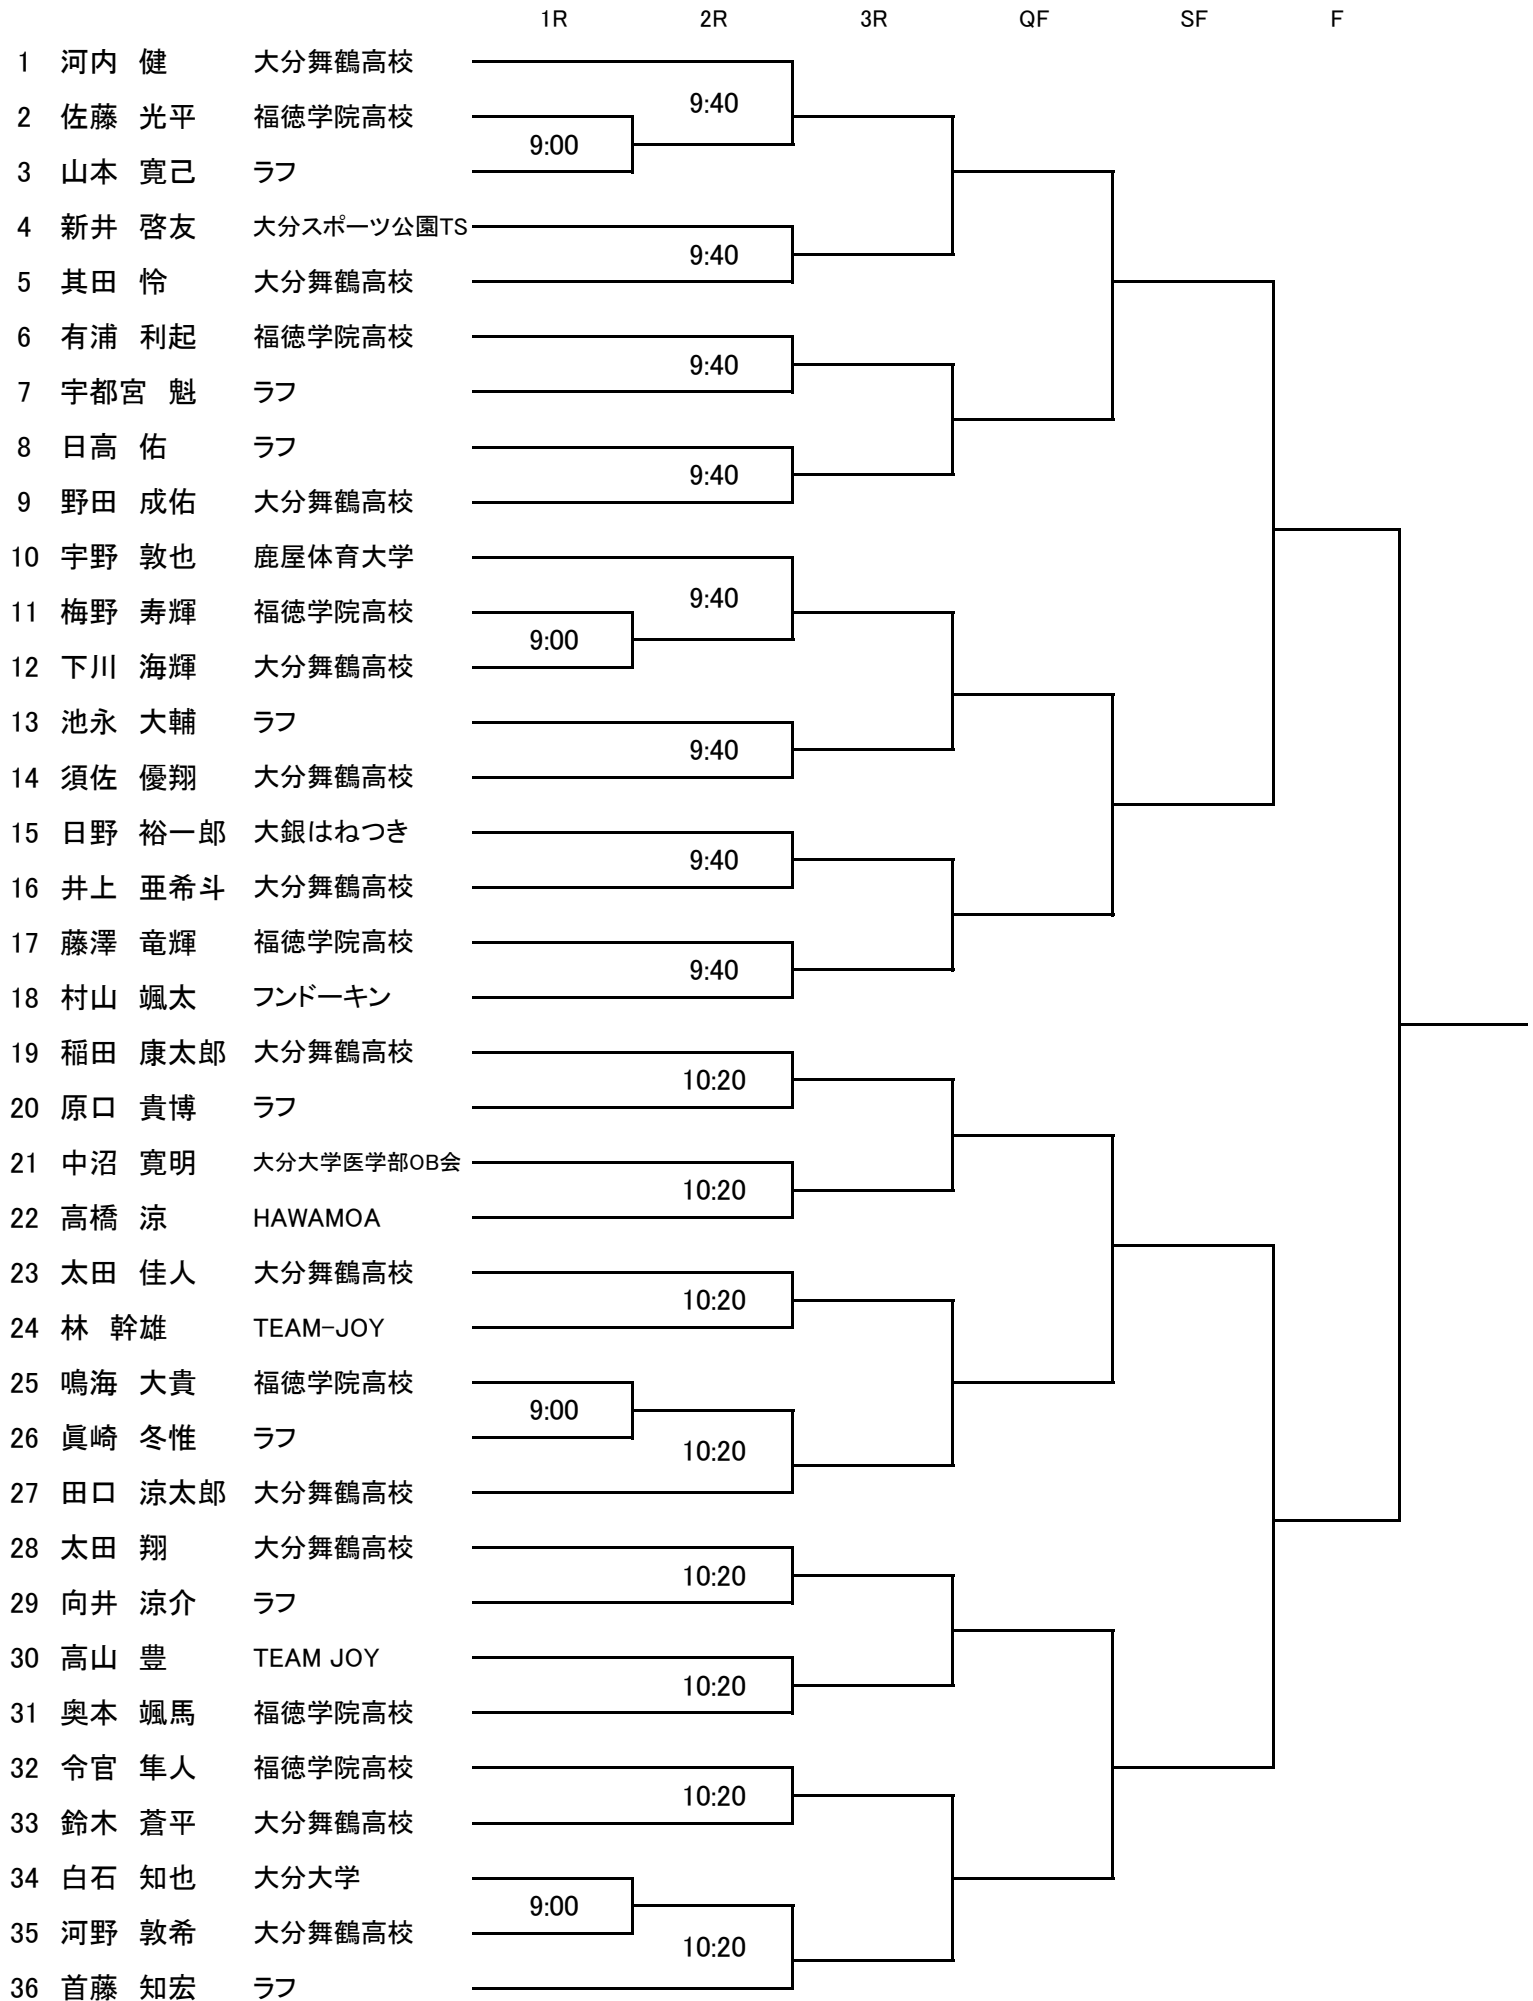 1R 2R 3R QF SF F
1 河内 健 大分舞鶴高校
9:40
2 佐藤 光平 福徳学院高校
9:00
3 山本 寛己 ラフ
4 新井 啓友 大分スポーツ公園TS
9:40
5 其田 怜 大分舞鶴高校
6 有浦 利起 福徳学院高校
9:40
7 宇都宮 魁 ラフ
8 日高 佑 ラフ
9:40
9 野田 成佑 大分舞鶴高校
10 宇野 敦也 鹿屋体育大学
9:40
11 梅野 寿輝 福徳学院高校
9:00
12 下川 海輝 大分舞鶴高校
13 池永 大輔 ラフ
9:40
14 須佐 優翔 大分舞鶴高校
15 日野 裕一郎 大銀はねつき
9:40
16 井上 亜希斗 大分舞鶴高校
17 藤澤 竜輝 福徳学院高校
9:40
18 村山 颯太 フンドーキン
19 稲田 康太郎 大分舞鶴高校
10:20
20 原口 貴博 ラフ
21 中沼 寛明 大分大学医学部OB会
10:20
22 高橋 涼 HAWAMOA
23 太田 佳人 大分舞鶴高校
10:20
24 林 幹雄 TEAM-JOY
25 鳴海 大貴 福徳学院高校
9:00
26 眞崎 冬惟 ラフ
10:20
27 田口 涼太郎 大分舞鶴高校
28 太田 翔 大分舞鶴高校
10:20
29 向井 涼介 ラフ
30 高山 豊 TEAM JOY
10:20
31 奥本 颯馬 福徳学院高校
32 令官 隼人 福徳学院高校
10:20
33 鈴木 蒼平 大分舞鶴高校
34 白石 知也 大分大学
9:00
35 河野 敦希 大分舞鶴高校
10:20
36 首藤 知宏 ラフ